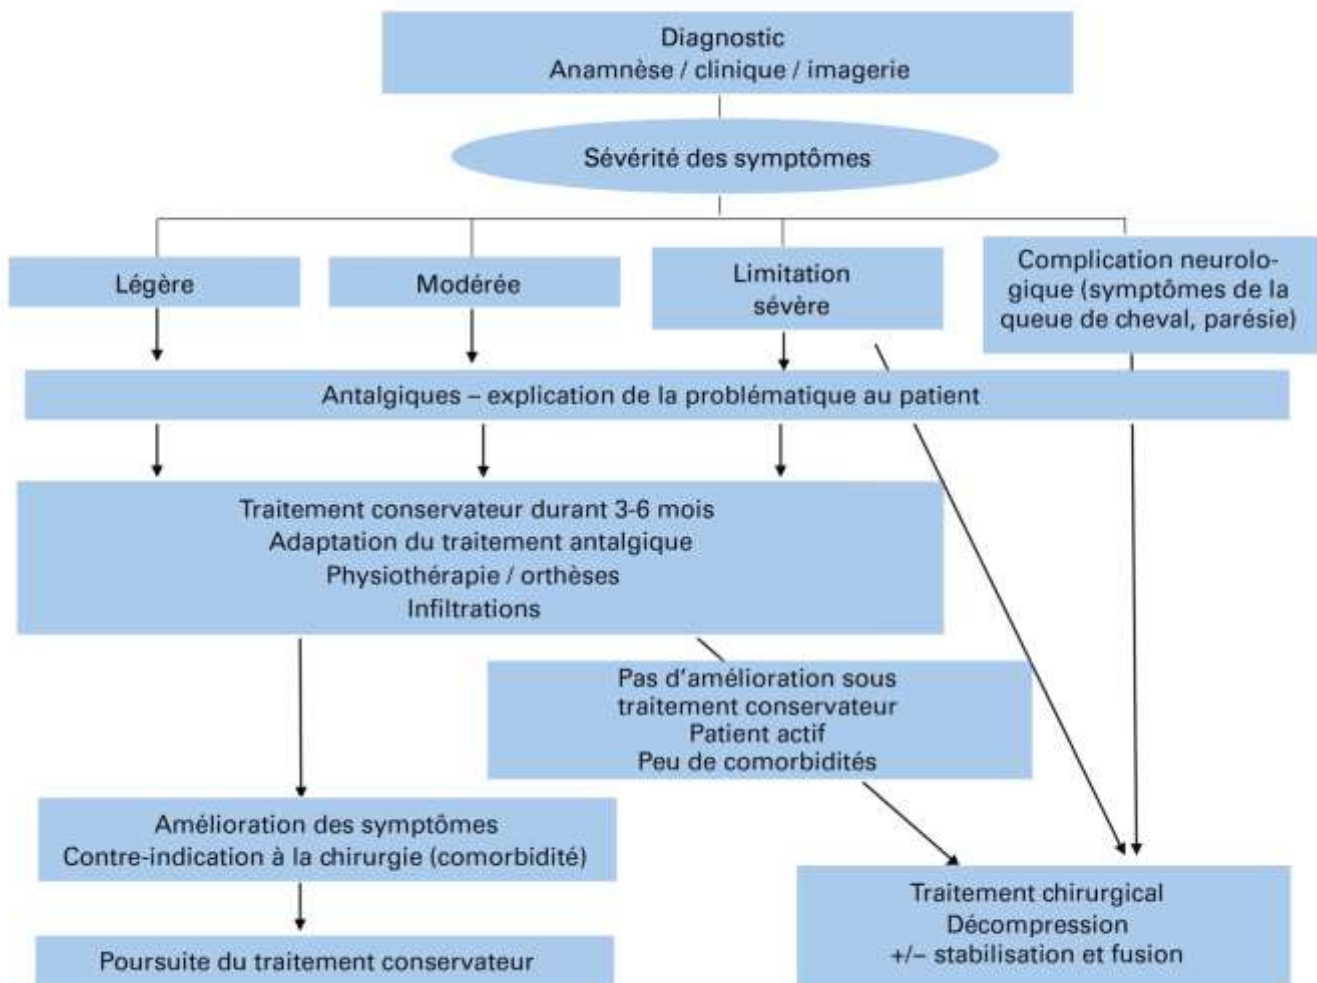 Diagnostic
Anamnèse / clinique / imagerie
Sévérité des symptômes
Légère
Modérée
Limitation
sévère
Complication neurolo-
gique (symptômes de la
queue de cheval, parésie)
Antalgiques – explication de la problématique au patient
Traitement conservateur durant 3-6 mois
Adaptation du traitement antalgique
Physiothérapie / orthèses
Infiltrations
Pas d'amélioration sous
traitement conservateur
Patient actif
Peu de comorbidités
Amélioration des symptômes
Contre-indication à la chirurgie (comorbidité)
Poursuite du traitement conservateur
Traitement chirurgical
Décompression
+/– stabilisation et fusion